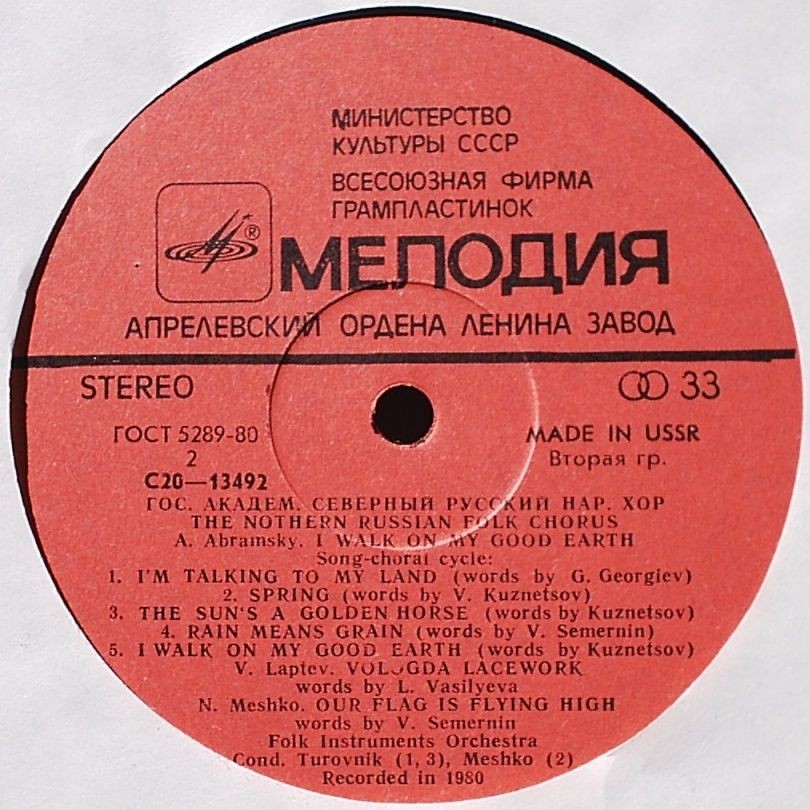 МИНИСТЕРСТВО
КУЛЬТУРЫ СССР
ВСЕСОЮЗНАЯ ФИРМА
ГРАМПЛАСТИНОК
®
МЕЛОДИЯ
АПРЕЛЕВСКИЙ ОРДЕНА ЛЕНИНА ЗАВОД
STEREO
33
ГОСТ 5289-80
MADE IN USSR
2
Вторая гр.
С20—13492
ГОС. АКАДЕМ. СЕВЕРНЫЙ РУССКИЙ НАР. ХОР
THE NOTHERN RUSSIAN FOLK CHORUS
A. Abramsky. I WALK ON MY GOOD EARTH
Song-choral cycle:
1. I'M TALKING TO MY LAND (words by G. Georgiev)
2. SPRING (words by V. Kuznetsov)
3. THE SUN'S A GOLDEN HORSE (words by Kuznetsov)
4. RAIN MEANS GRAIN (words by V. Semernin)
5. I WALK ON MY GOOD EARTH (words by Kuznetsov)
V. Laptev. VOLOGDA LACEWORK
words by L. Vasilyeva
N. Meshko. OUR FLAG IS FLYING HIGH
words by V. Semernin
Folk Instruments Orchestra
Cond. Turovnik (1, 3), Meshko (2)
Recorded in 1980